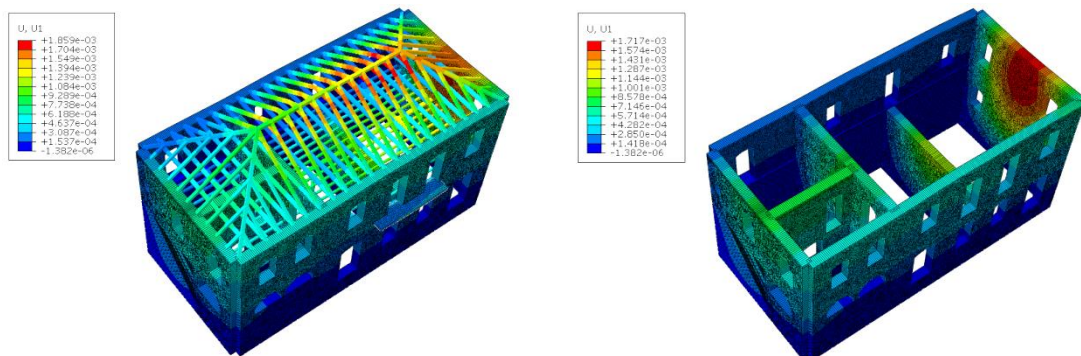 U, U1
+1.859e-03
+1.704e-03
+1.549e-03
+1.394e-03
+1.239e-03
+1.084e-03
+9.289e-04
+7.738e-04
+6.188e-04
+4.637e-04
+3.087e-04
+1.537e-04
-1.382e-06
U, U1
+1.717e-03
+1.574e-03
+1.431e-03
+1.287e-03
+1.144e-03
+1.001e-03
+8.578e-04
+7.146e-04
+5.714e-04
+4.282e-04
+2.850e-04
+1.418e-04
-1.382e-06